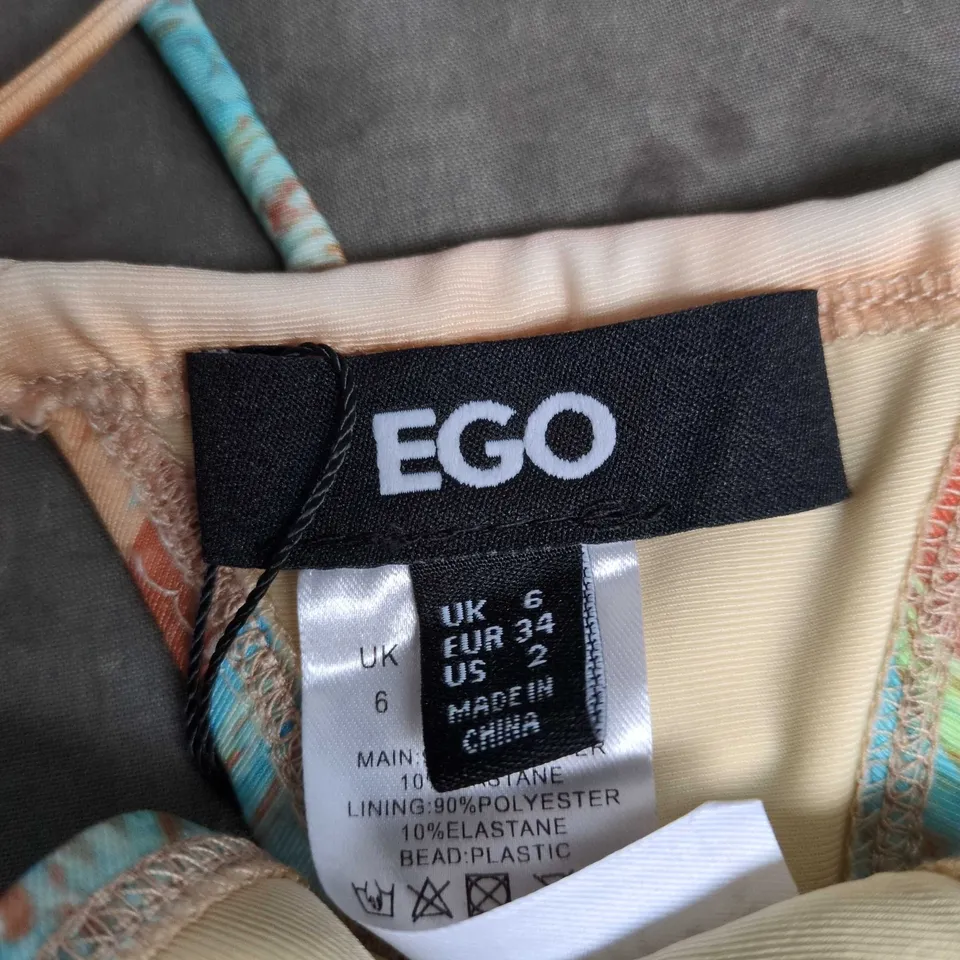 EGO
UK 6
EUR 34
US 2
MADE IN
CHINA
UK
6
MAIN:
10
LINING:90%POLYESTER
10%ELASTANE
BEAD:PLASTIC